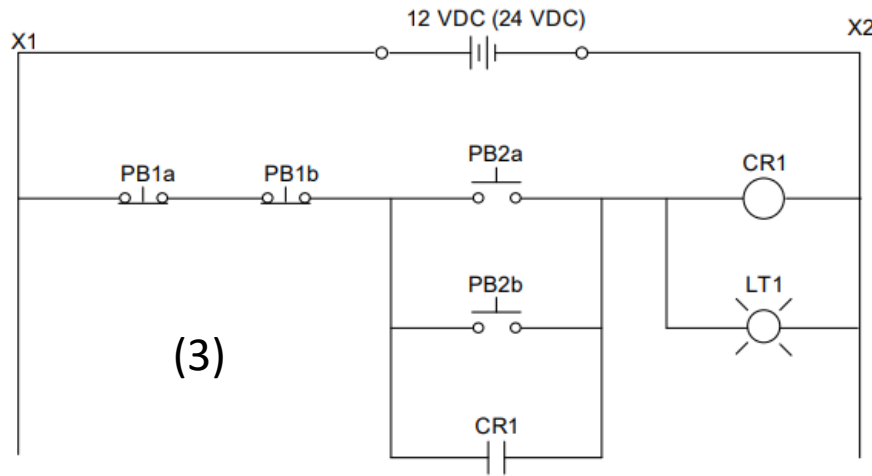 12 VDC (24 VDC)
X1
X2
PB1a
PB1b
PB2a
CR1
PB2b
LT1
(3)
CR1